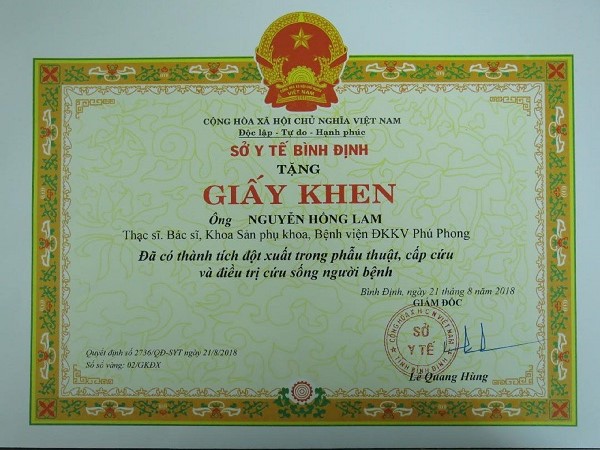 CỘNG HÒA XÃ HỘI CHỦ NGHĨA VIỆT NAM
Độc lập - Tự do - Hạnh phúc
SỞ Y TẾ BÌNH ĐỊNH
TẶNG
GIẤY KHEN
Ông NGUYỄN HỒNG LAM
Thạc sĩ. Bác sĩ, Khoa Sản phụ khoa, Bệnh viện ĐKKV Phú Phong
Đã có thành tích đột xuất trong phẫu thuật, cấp cứu
và điều trị cứu sống người bệnh
Bình Định, ngày 21 tháng 8 năm 2018
GIÁM ĐỐC
SỞ
Y TẾ
Quyết định số 2736/QĐ-SYT ngày 21/8/2018
Số sổ vàng: 02/GKĐX
Lê Quang Hùng